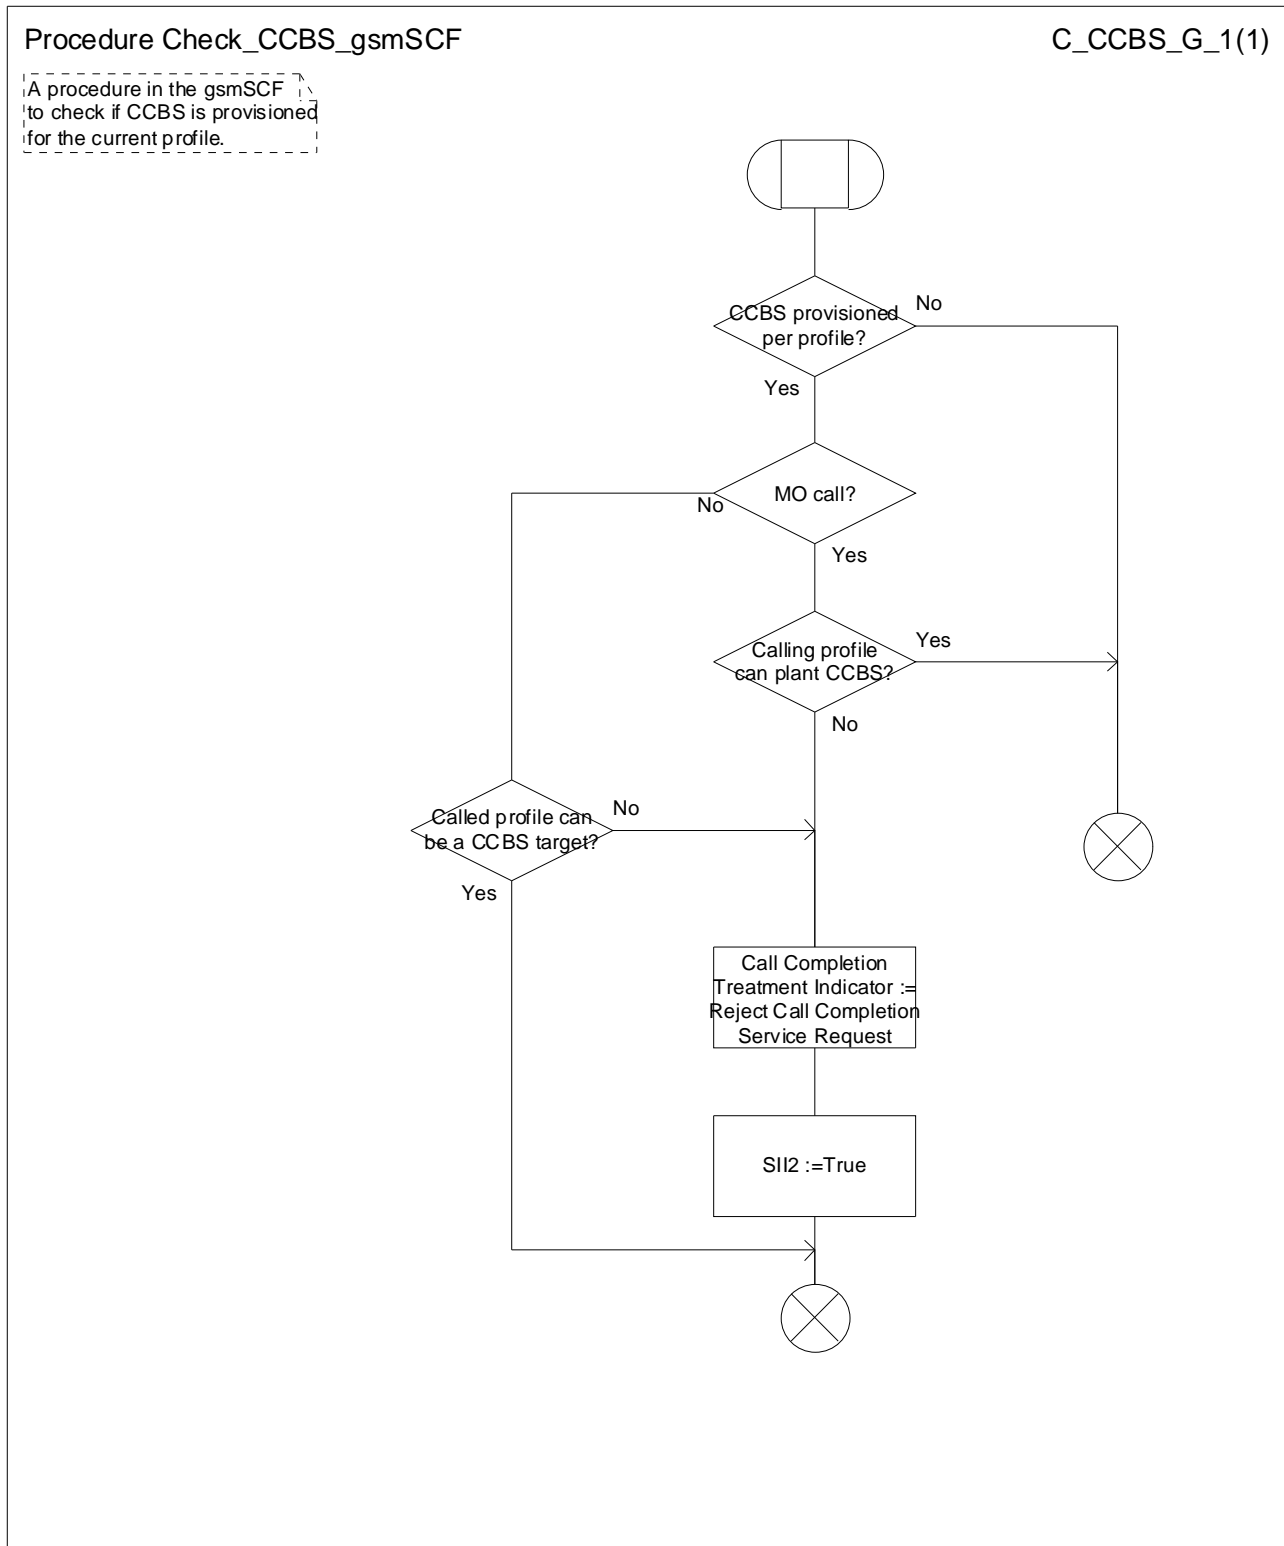 Procedure Check_CCBS_gsmSCF
C_CCBS_G_1(1)
A procedure in the gsmSCF
to check if CCBS is provisioned
for the current profile.
CCBS provisioned
per profile?
No
Yes
MO call?
No
Yes
Calling profile
can plant CCBS?
Yes
No
Called profile can
be a CCBS target?
No
Yes
Call Completion
Treatment Indicator :=
Reject Call Completion
Service Request
SII2 :=True